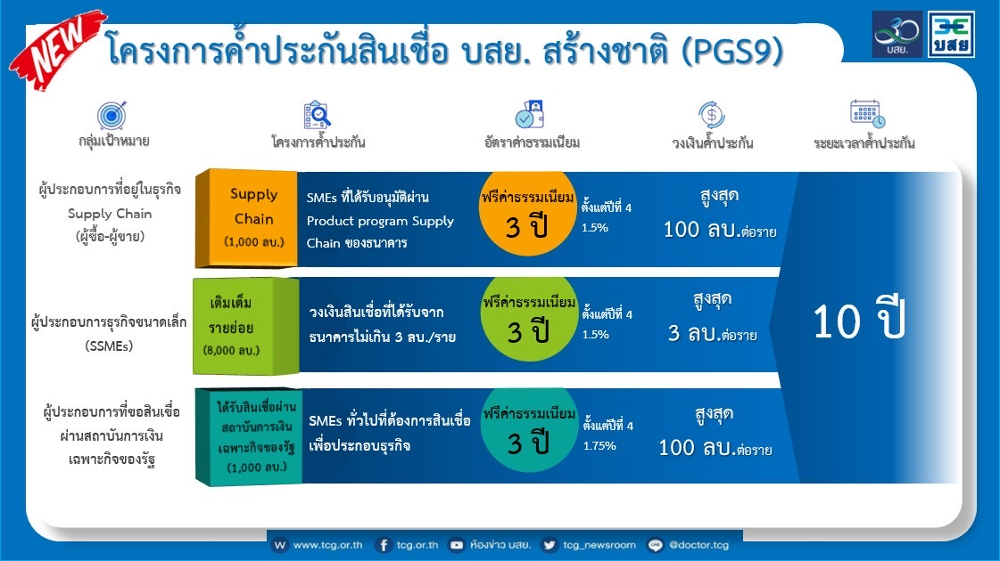 NEW
โครงการค้ำประกันสินเชื่อ บสย. สร้างชาติ (PGS9)
30
บสย.
บสย
กลุ่มเป้าหมาย
โครงการค้ำประกัน
อัตราค่าธรรมเนียม
วงเงินค้ำประกัน
ระยะเวลาค้ำประกัน
ผู้ประกอบการที่อยู่ในธุรกิจ
Supply Chain
(ผู้ซื้อ-ผู้ขาย)
Supply
Chain
(1,000 ลบ.)
SMEs ที่ได้รับอนุมัติผ่าน
Product program Supply
Chain ของธนาคาร
ฟรีค่าธรรมเนียม
3 ปี
ตั้งแต่ปีที่ 4
1.5%
สูงสุด
100 ลบ.ต่อราย
ผู้ประกอบการธุรกิจขนาดเล็ก
(SSMEs)
เติมเต็ม
รายย่อย
(8,000 ลบ.)
วงเงินสินเชื่อที่ได้รับจาก
ธนาคารไม่เกิน 3 ลบ./ราย
ฟรีค่าธรรมเนียม
3 ปี
ตั้งแต่ปีที่ 4
1.5%
สูงสุด
3 ลบ.ต่อราย
10 ปี
ผู้ประกอบการที่ขอสินเชื่อ
ผ่านสถาบันการเงิน
เฉพาะกิจของรัฐ
ได้รับสินเชื่อผ่าน
สถาบันการเงิน
เฉพาะกิจของรัฐ
(1,000 ลบ.)
SMEs ทั่วไปที่ต้องการสินเชื่อ
เพื่อประกอบธุรกิจ
ฟรีค่าธรรมเนียม
3 ปี
ตั้งแต่ปีที่ 4
1.75%
สูงสุด
100 ลบ.ต่อราย
www.tcg.or.th tcg.or.th ห้องข่าว บสย. tcg_newsroom @doctor.tcg